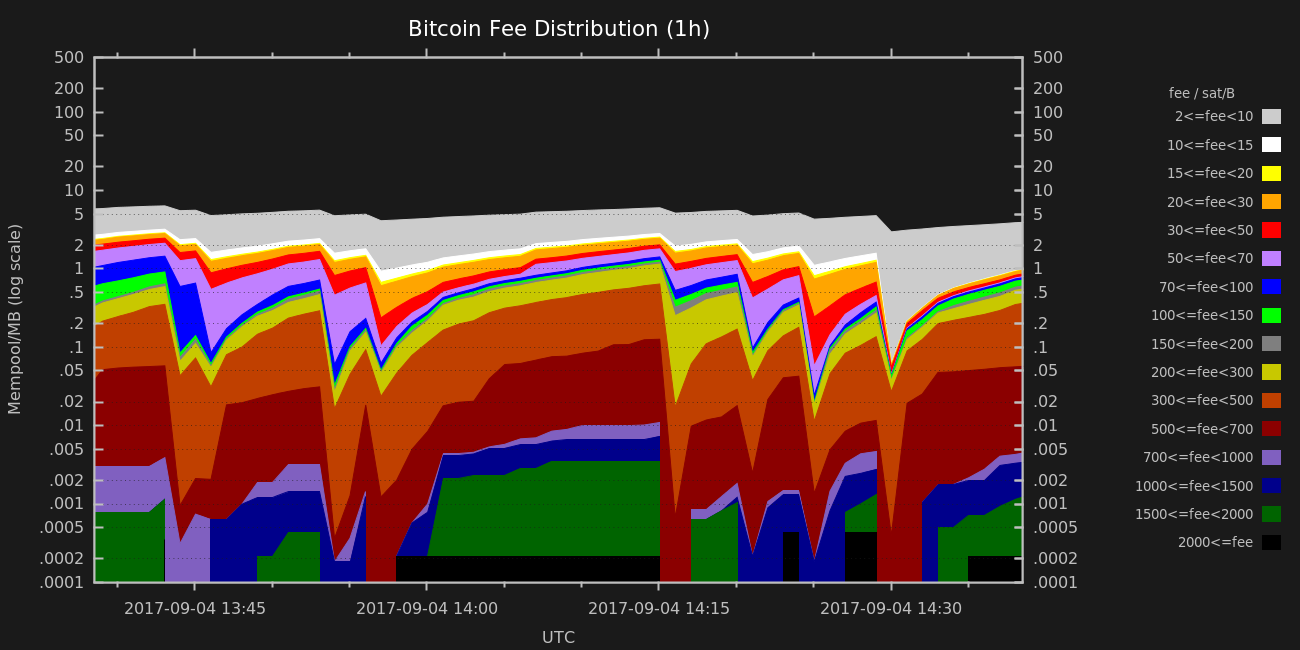 Bitcoin Fee Distribution (1h)
500 500
200 200
100 100
50 50
20 20
10 10
5 5
2 2
1 1
.5 .5
.2 .2
.1 .1
.05 .05
.02 .02
.01 .01
.005 .005
.002 .002
.001 .001
.0005 .0005
.0002 .0002
.0001 .0001
Mempool/MB (log scale)
2017-09-04 13:45 2017-09-04 14:00 2017-09-04 14:15 2017-09-04 14:30
UTC
fee / sat/B
2<=fee<10
10<=fee<15
15<=fee<20
20<=fee<30
30<=fee<50
50<=fee<70
70<=fee<100
100<=fee<150
150<=fee<200
200<=fee<300
300<=fee<500
500<=fee<700
700<=fee<1000
1000<=fee<1500
1500<=fee<2000
2000<=fee